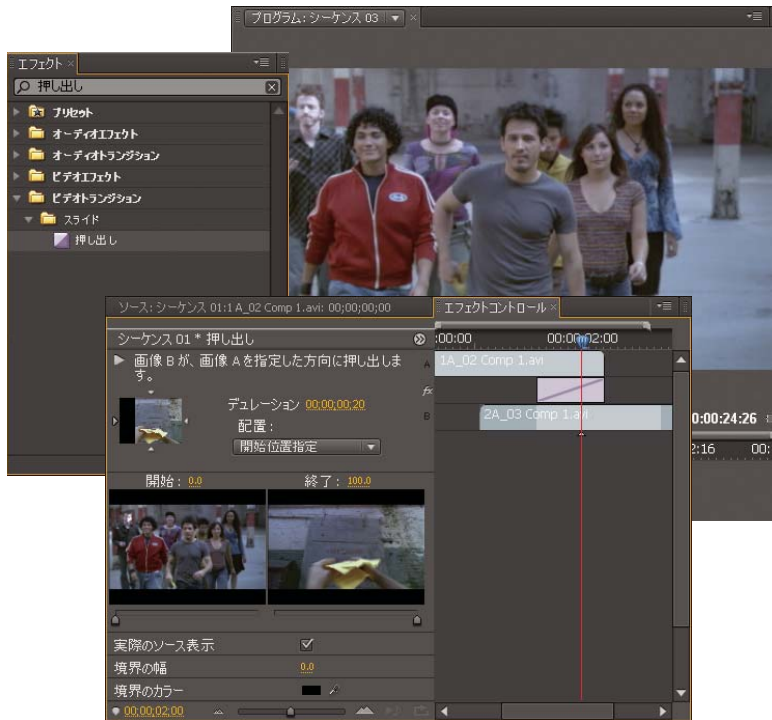 プログラム: シーケンス 03
エフェクト
押し出し
プリセット
オーディオエフェクト
オーディオトランジション
ビデオエフェクト
ビデオトランジション
スライド
押し出し
ソース: シーケンス 01:1 A_02 Comp 1.avi: 00;00;00;00
エフェクトコントロール
シーケンス 01 * 押し出し
:00:00
00:00:02:00
画像 B が、画像 A を指定した方向に押し出しま
す。
A
1A_02 Comp 1.avi
fx
デュレーション 00;00;00;20
B
2A_03 Comp 1.avi
配置:
開始位置指定
0:00:24:26
2:16
00:
開始: 0.0
終了: 100.0
実際のソース表示
境界の幅
0.0
境界のカラー
00;00;02;00